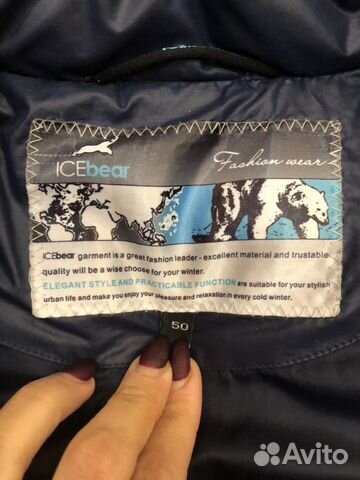 ICEbear
Fashion wear
ICEbear garment is a great fashion leader - excellent material and trustable
quality will be a wise choose for your winter.
ELEGANT STYLE AND PRACTICABLE FUNCTION are suitable for your stylish
urban life and make you enjoy your pleasure and relaxation in every cold winter.
50
Avito